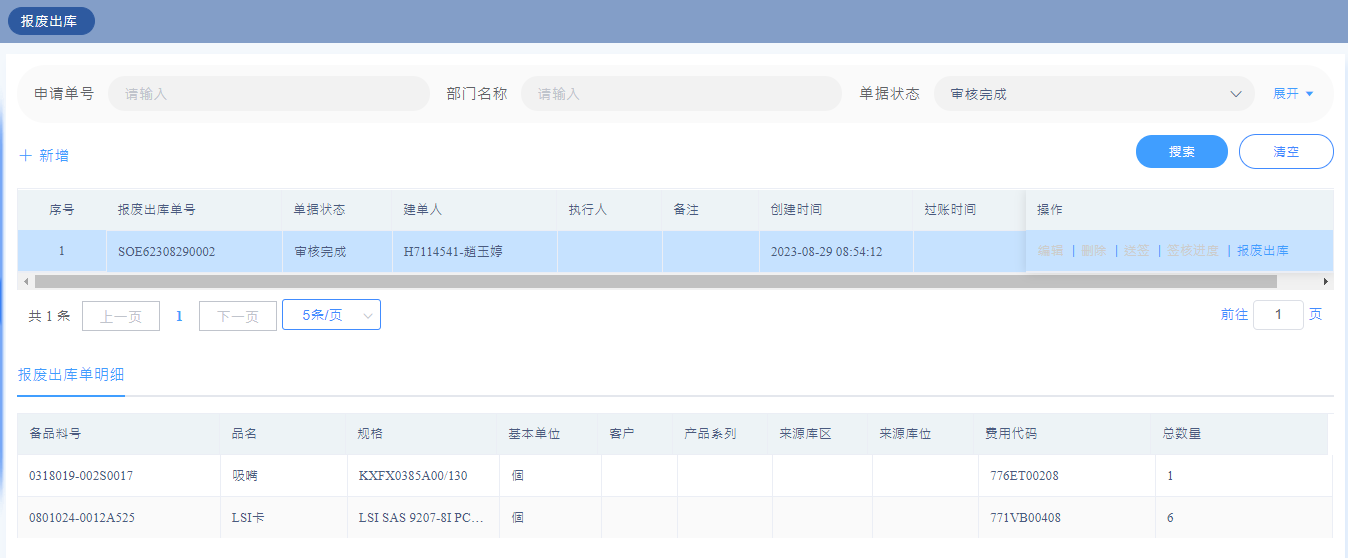 报废出库
申请单号 请输入 部门名称 请输入 单据状态 审核完成 展开
新增 搜索 清空
序号 报废出库单号 单据状态 建单人 执行人 备注 创建时间 过账时间 操作
1 SOE62308290002 审核完成 H7114541-趙玉婷 2023-08-29 08:54:12 编辑 | 删除 | 送签 | 签核进度 | 报废出库
共 1 条 上一页 1 下一页 5条/页 前往 1 页
报废出库单明细
备品料号 品名 规格 基本单位 客户 产品系列 来源库区 来源库位 费用代码 总数量
0318019-002S0017 吸嘴 KXFX0385A00/130 個 776ET00208 1
0801024-0012A525 LSI卡 LSI SAS 9207-8I PC... 個 771VB00408 6